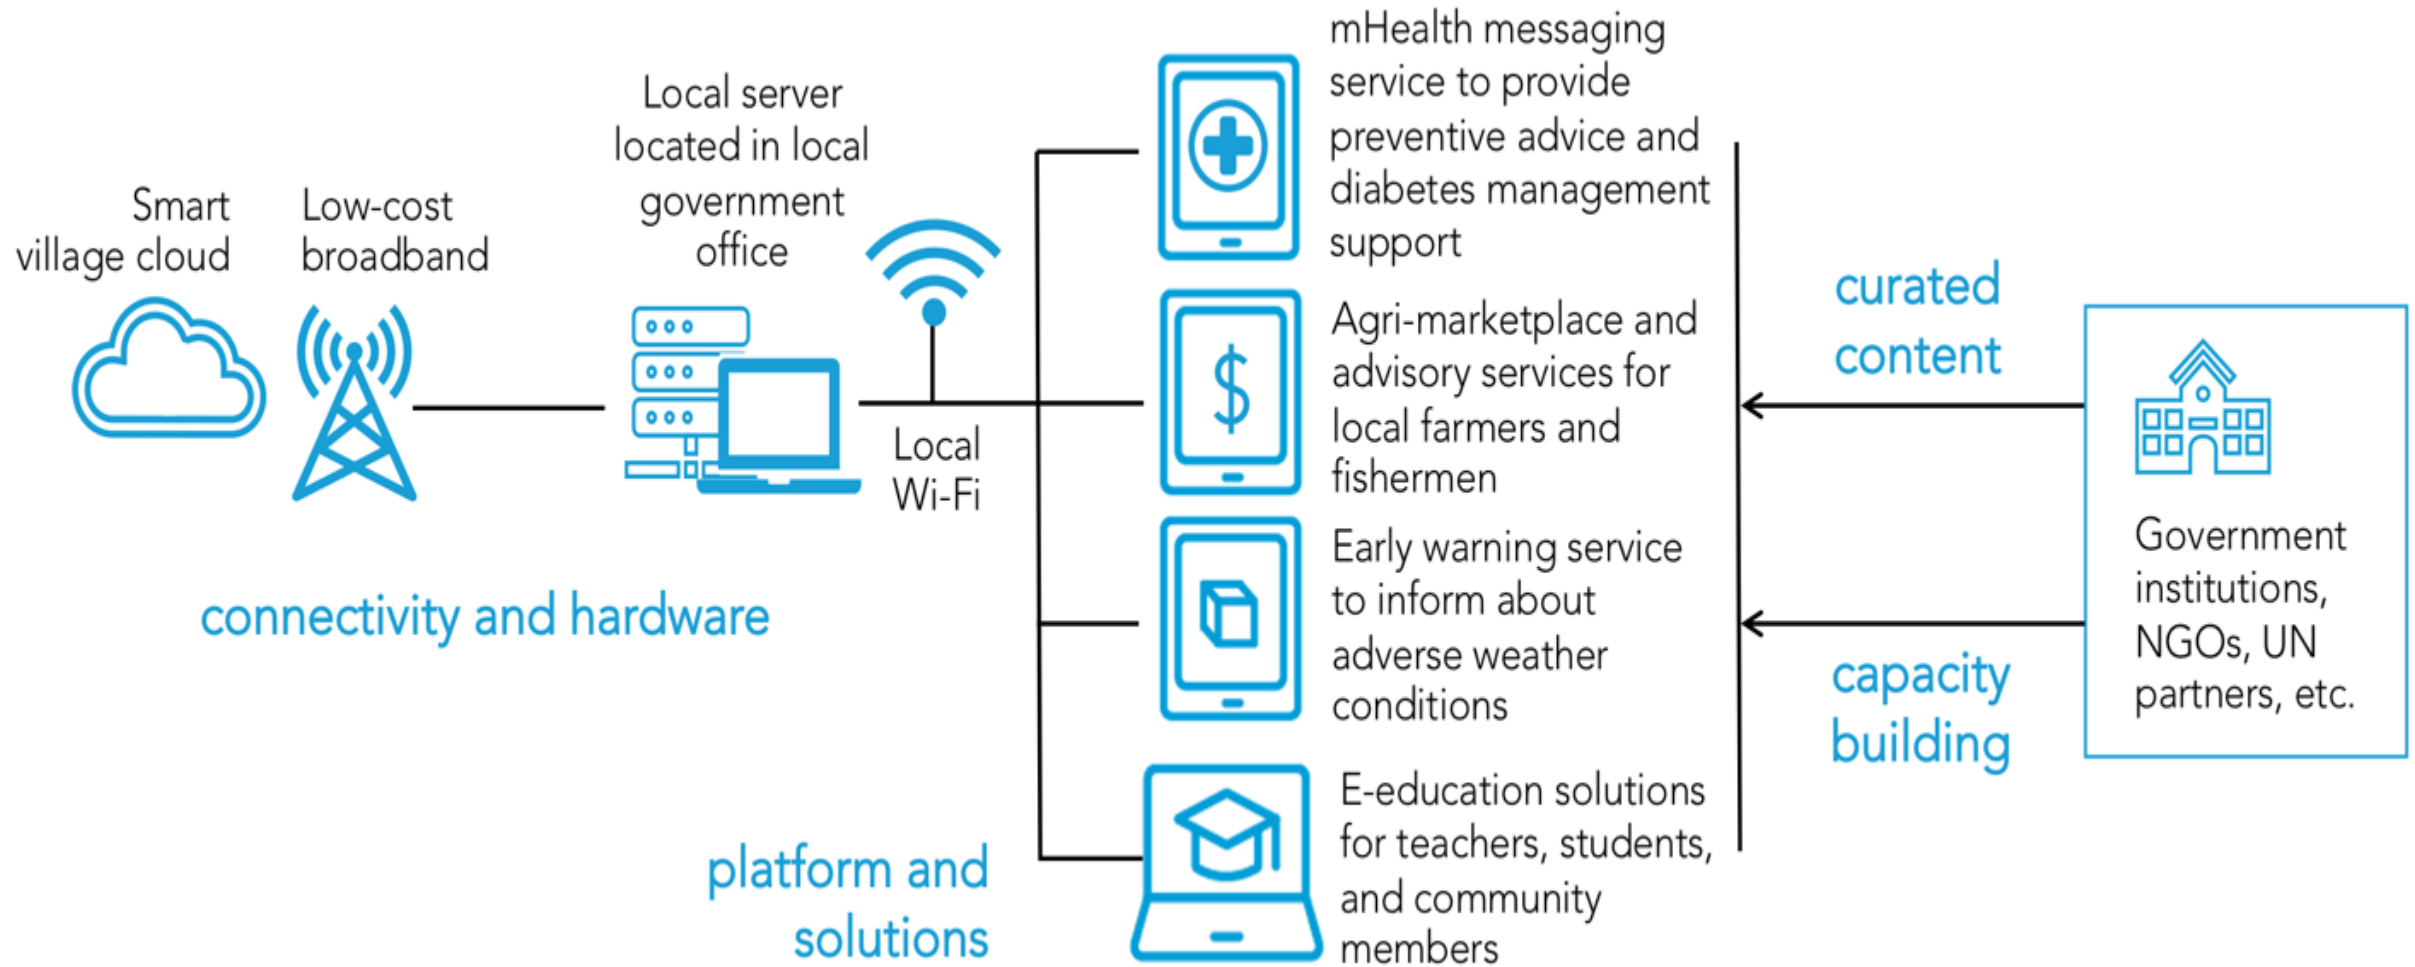 Smart
village cloud
Low-cost
broadband
Local server
located in local
government
office
Local
Wi-Fi
connectivity and hardware
platform and
solutions
mHealth messaging
service to provide
preventive advice and
diabetes management
support
Agri-marketplace and
advisory services for
local farmers and
fishermen
$
Early warning service
to inform about
adverse weather
conditions
E-education solutions
for teachers, students,
and community
members
curated
content
capacity
building
Government
institutions,
NGOs, UN
partners, etc.